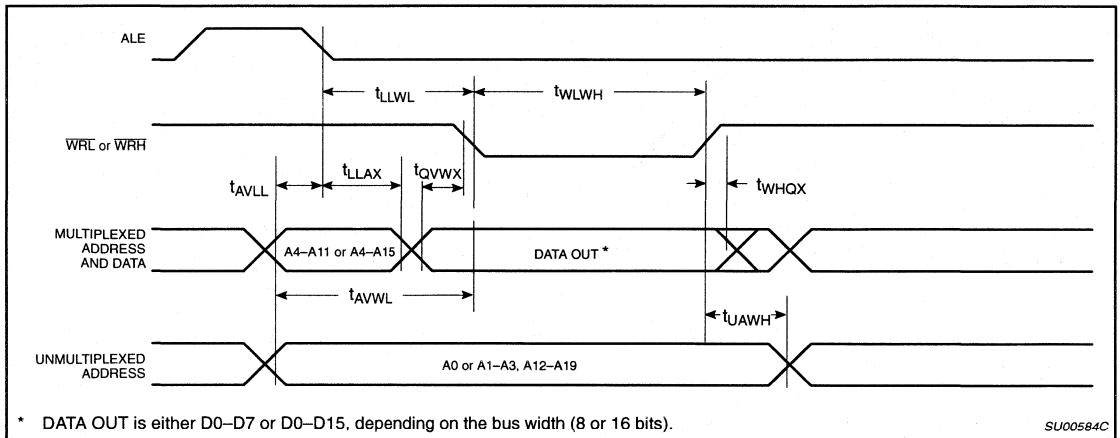 ALE
tLLWL
tWLWH
WRL or WRH
tAVLL
tLLAX
tQVWX
tWHQX
MULTIPLEXED
ADDRESS
AND DATA
A4–A11 or A4–A15
DATA OUT *
tAVWL
tUAWH
UNMULTIPLEXED
ADDRESS
A0 or A1–A3, A12–A19
* DATA OUT is either D0–D7 or D0–D15, depending on the bus width (8 or 16 bits).
SU00584C